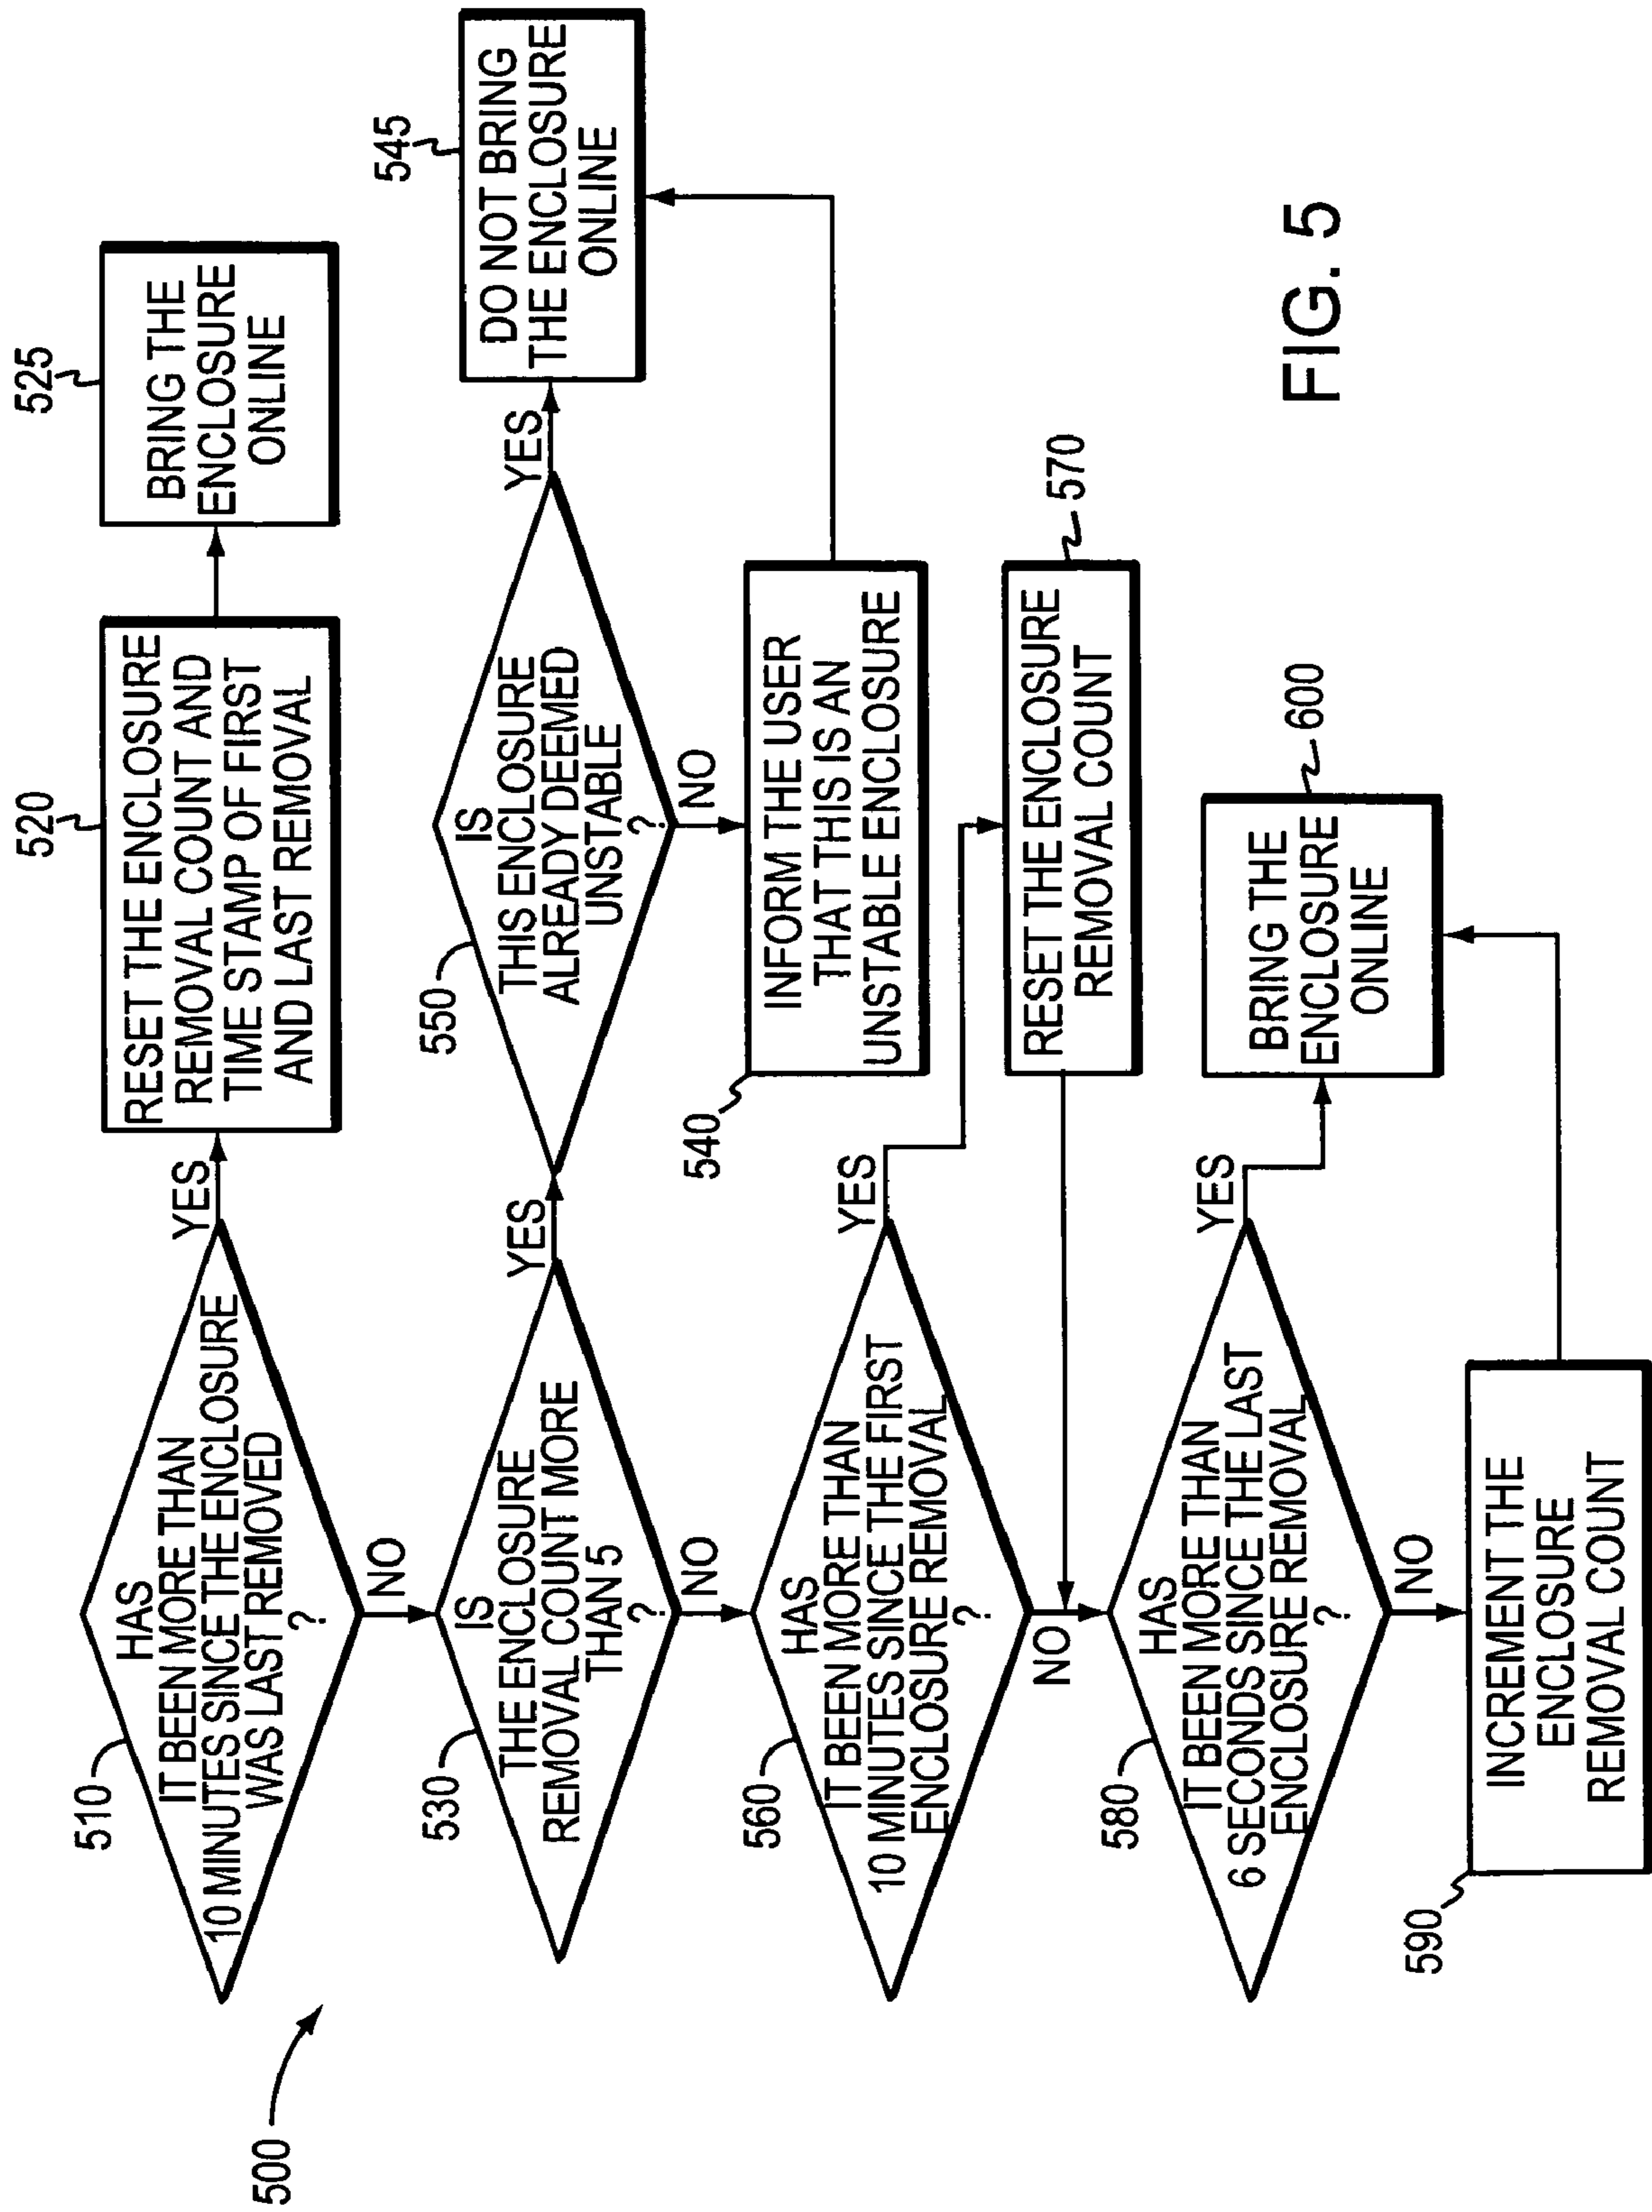 500
510
HAS
IT BEEN MORE THAN
10 MINUTES SINCE THE ENCLOSURE
WAS LAST REMOVED
?
YES
NO
520
RESET THE ENCLOSURE
REMOVAL COUNT AND
TIME STAMP OF FIRST
AND LAST REMOVAL
525
BRING THE
ENCLOSURE
ONLINE
530
IS
THE ENCLOSURE
REMOVAL COUNT MORE
THAN 5
?
YES
NO
550
IS
THIS ENCLOSURE
ALREADY DEEMED
UNSTABLE
?
YES
NO
545
DO NOT BRING
THE ENCLOSURE
ONLINE
540
INFORM THE USER
THAT THIS IS AN
UNSTABLE ENCLOSURE
560
HAS
IT BEEN MORE THAN
10 MINUTES SINCE THE FIRST
ENCLOSURE REMOVAL
?
YES
NO
570
RESET THE ENCLOSURE
REMOVAL COUNT
580
HAS
IT BEEN MORE THAN
6 SECONDS SINCE THE LAST
ENCLOSURE REMOVAL
?
YES
NO
600
BRING THE
ENCLOSURE
ONLINE
590
INCREMENT THE
ENCLOSURE
REMOVAL COUNT
FIG. 5